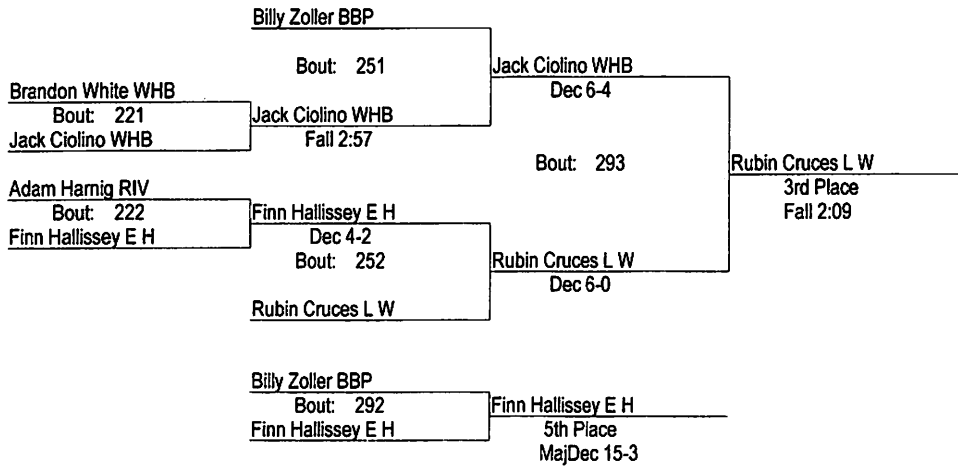 Billy Zoller BBP
Bout: 251
Jack Ciolino WHB
Dec 6-4
Brandon White WHB
Bout: 221
Jack Ciolino WHB
Fall 2:57
Jack Ciolino WHB
Bout: 293
Rubin Cruces L W
3rd Place
Fall 2:09
Adam Harnig RIV
Bout: 222
Finn Hallissey E H
Finn Hallissey E H
Dec 4-2
Bout: 252
Rubin Cruces L W
Dec 6-0
Rubin Cruces L W
Billy Zoller BBP
Bout: 292
Finn Hallissey E H
Finn Hallissey E H
5th Place
MajDec 15-3